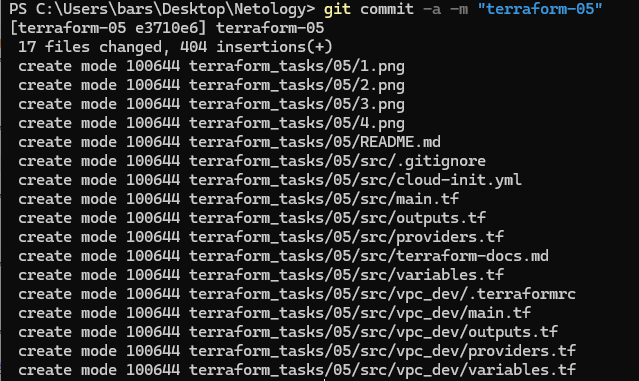 PS C:\Users\bars\Desktop\Netology> git commit -a -m "terraform-05"
[terraform-05 e3710e6] terraform-05
 17 files changed, 404 insertions(+)
 create mode 100644 terraform_tasks/05/1.png
 create mode 100644 terraform_tasks/05/2.png
 create mode 100644 terraform_tasks/05/3.png
 create mode 100644 terraform_tasks/05/4.png
 create mode 100644 terraform_tasks/05/README.md
 create mode 100644 terraform_tasks/05/src/.gitignore
 create mode 100644 terraform_tasks/05/src/cloud-init.yml
 create mode 100644 terraform_tasks/05/src/main.tf
 create mode 100644 terraform_tasks/05/src/outputs.tf
 create mode 100644 terraform_tasks/05/src/providers.tf
 create mode 100644 terraform_tasks/05/src/terraform-docs.md
 create mode 100644 terraform_tasks/05/src/variables.tf
 create mode 100644 terraform_tasks/05/src/vpc_dev/.terraformrc
 create mode 100644 terraform_tasks/05/src/vpc_dev/main.tf
 create mode 100644 terraform_tasks/05/src/vpc_dev/outputs.tf
 create mode 100644 terraform_tasks/05/src/vpc_dev/providers.tf
 create mode 100644 terraform_tasks/05/src/vpc_dev/variables.tf